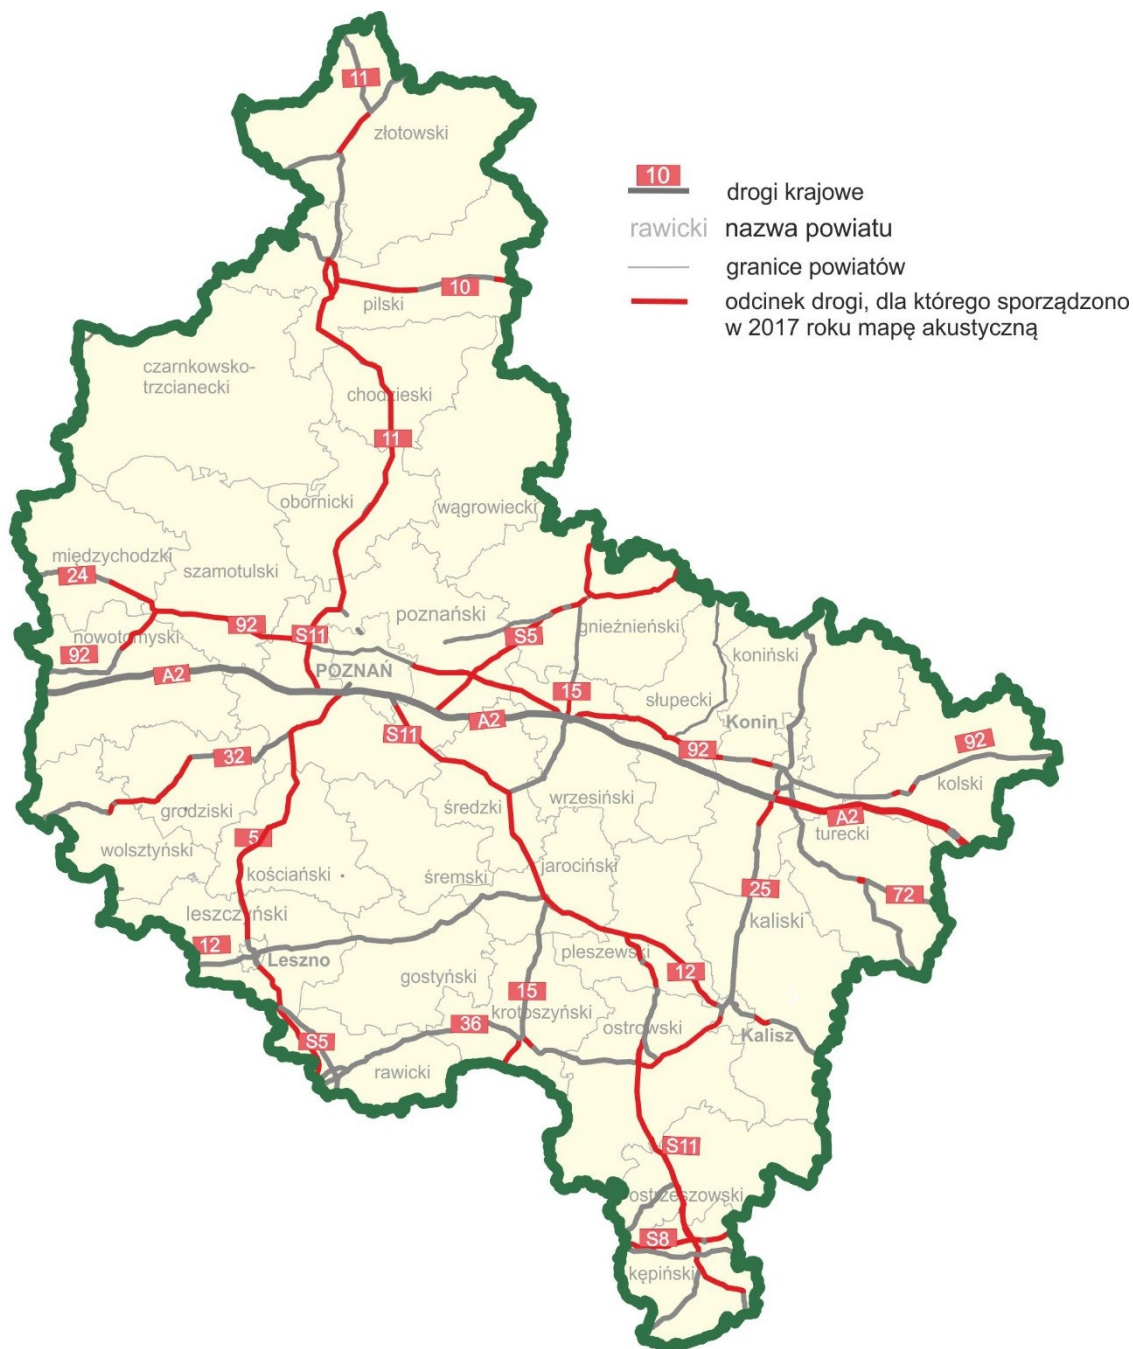 11
złotowski
10
drogi krajowe
rawicki nazwa powiatu
granice powiatów
odcinek drogi, dla którego sporządzono
w 2017 roku mapę akustyczną
10
pilski
czarnkowsko-
trzcianecki
chodzieski
11
obornicki
wągrowiecki
międzychodzki
24
szamotulski
poznański
92
S11
S5
gnieźnieński
nowotomyski
92
A2
POZNAŃ
koniński
15
słupecki
Konin
S11
A2
92
92
32
kolski
grodziski
średzki
wrzesiński
A2
turecki
5
wolsztyński
kościański
jarociński
śremski
25
72
leszczyński
kaliski
12
Leszno
pleszewski
12
gostyński
15
krotoszyński
36
ostrowski
Kalisz
S5
rawicki
S11
ostrzeszowski
S8
kępiński